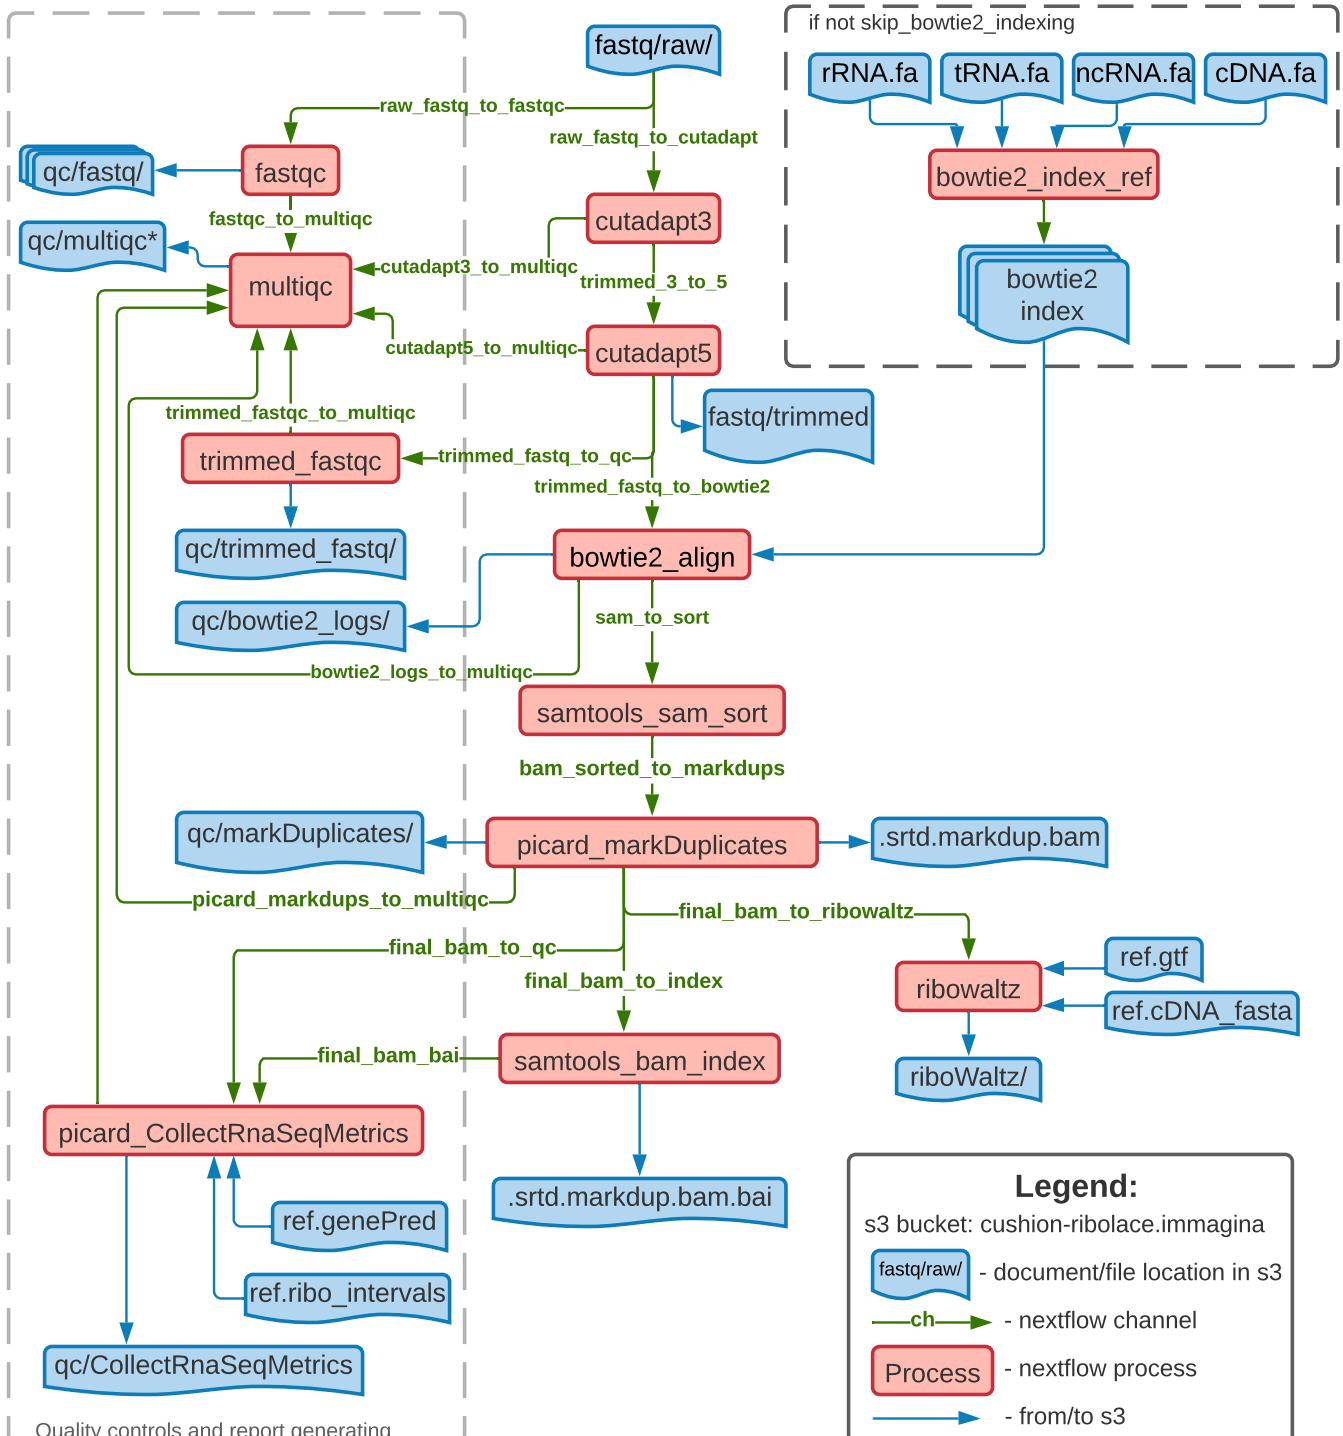 if not skip_bowtie2_indexing
fastq/raw/
rRNA.fa
tRNA.fa
ncRNA.fa
cDNA.fa
raw_fastq_to_fastqc
raw_fastq_to_cutadapt
qc/fastq/
fastqc
bowtie2_index_ref
fastqc_to_multiqc
cutadapt3
qc/multiqc*
multiqc
cutadapt3_to_multiqc
trimmed_3_to_5
bowtie2
index
cutadapt5_to_multiqc
cutadapt5
trimmed_fastqc_to_multiqc
fastq/trimmed
trimmed_fastqc
trimmed_fastq_to_qc
trimmed_fastq_to_bowtie2
qc/trimmed_fastq/
bowtie2_align
qc/bowtie2_logs/
sam_to_sort
bowtie2_logs_to_multiqc
samtools_sam_sort
bam_sorted_to_markdups
qc/markDuplicates/
picard_markDuplicates
.srtd.markdup.bam
picard_markdups_to_multiqc
final_bam_to_ribowaltz
final_bam_to_qc
ref.gtf
final_bam_to_index
ribowaltz
ref.cDNA_fasta
final_bam_bai
samtools_bam_index
riboWaltz/
picard_CollectRnaSeqMetrics
ref.genePred
.srtd.markdup.bam.bai
ref.ribo_intervals
qc/CollectRnaSeqMetrics
Quality controls and report generating
Legend:
s3 bucket: cushion-ribolace.immagina
fastq/raw/
- document/file location in s3
ch
- nextflow channel
Process
- nextflow process
- from/to s3